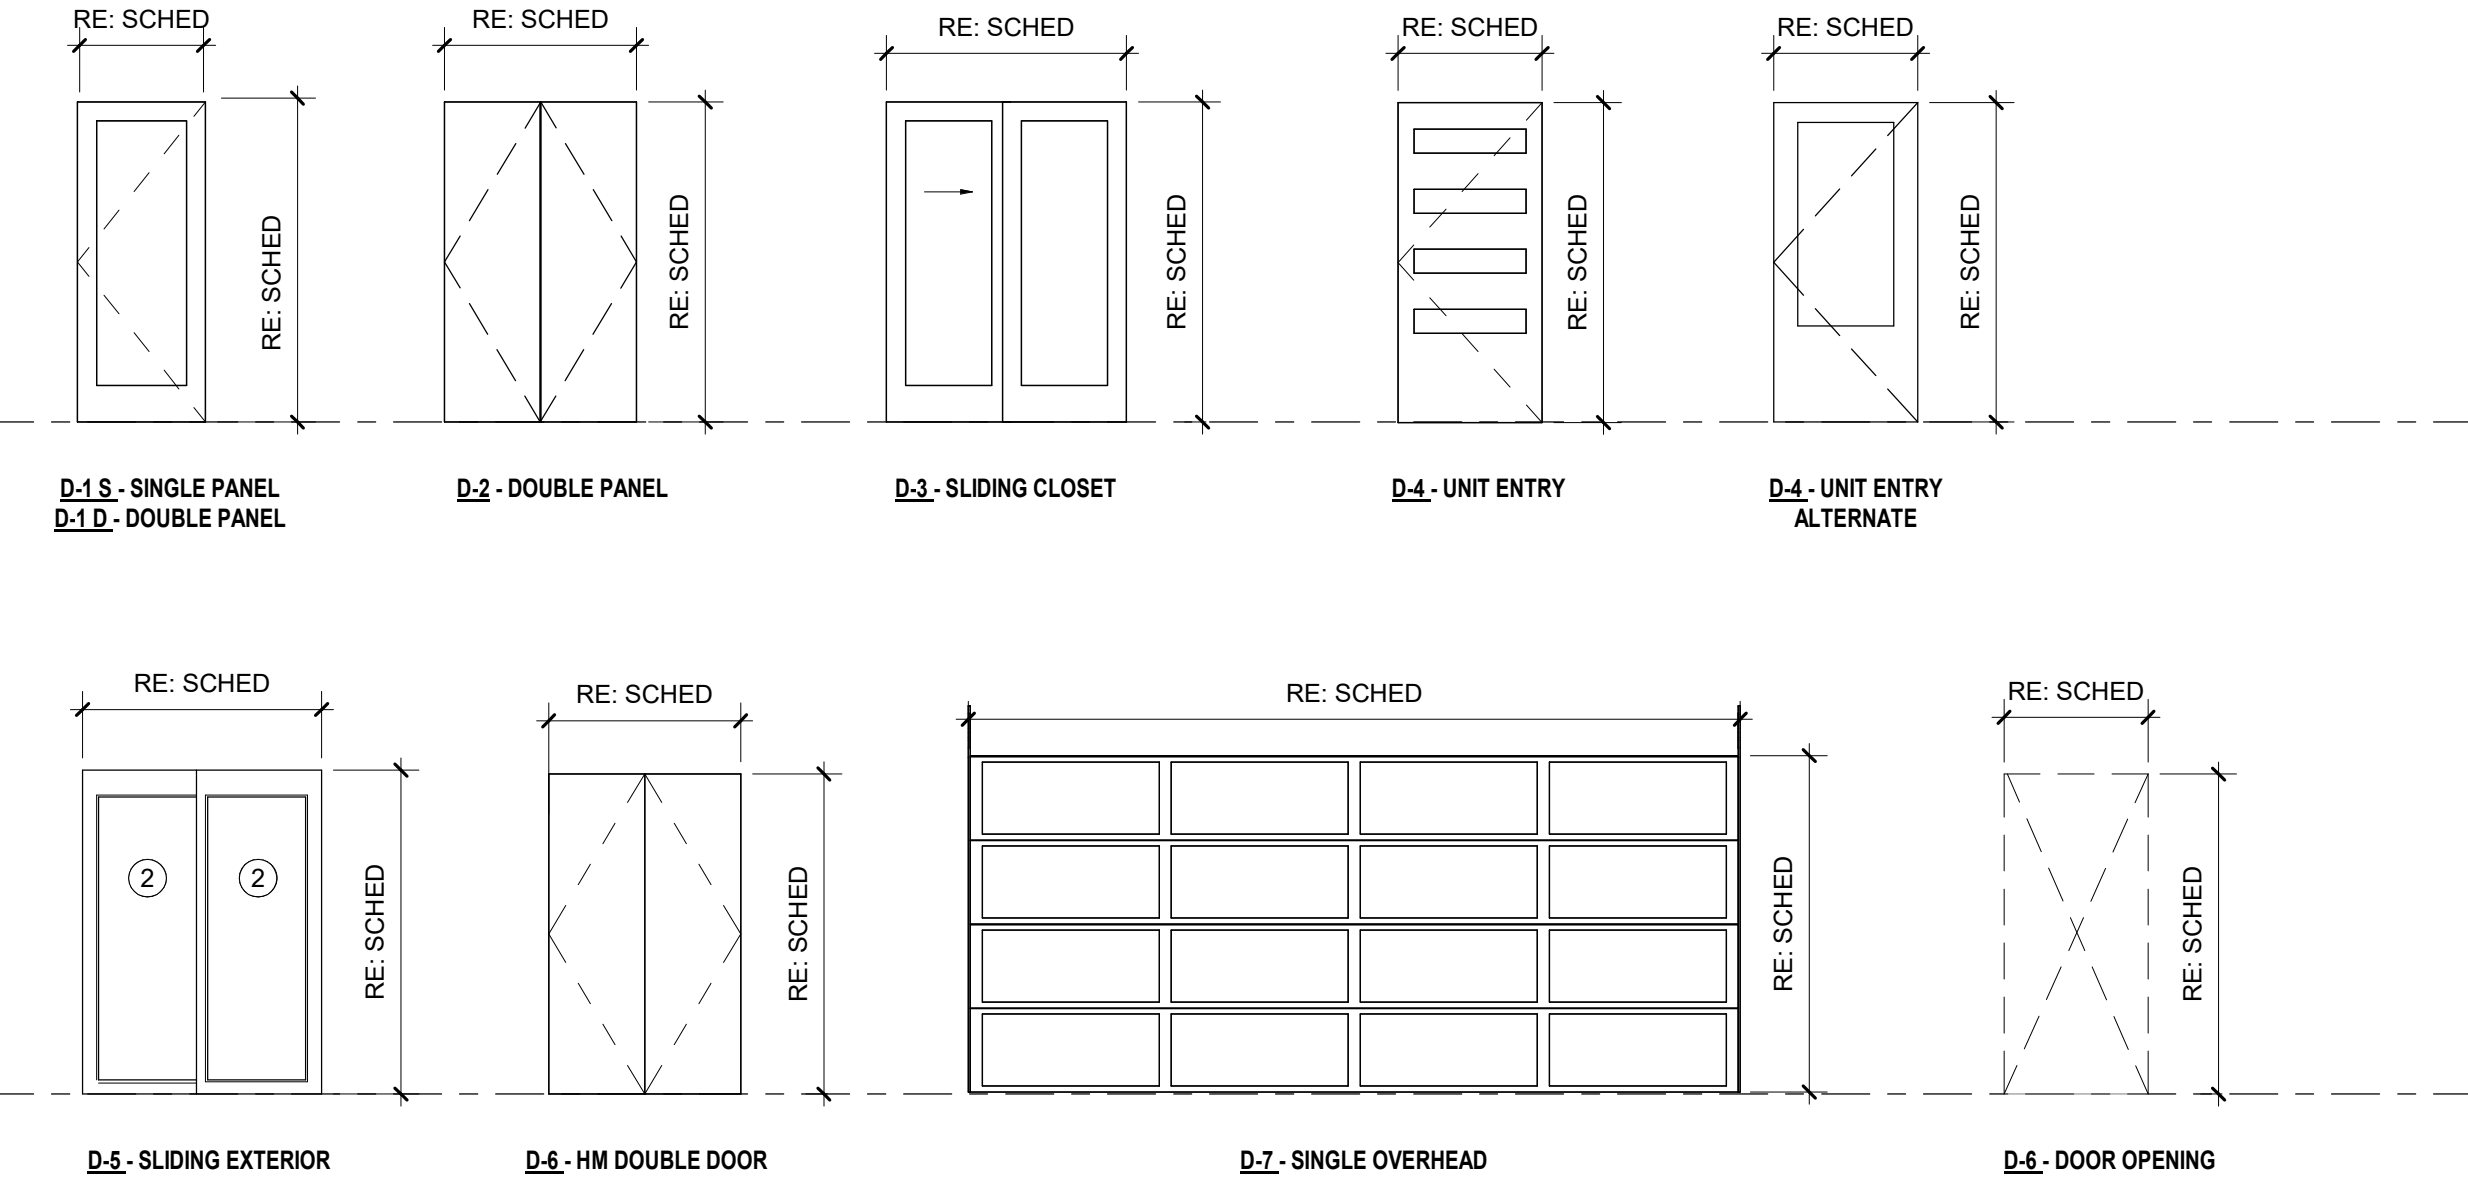 RE: SCHED
RE: SCHED
RE: SCHED
RE: SCHED
RE: SCHED
RE: SCHED
RE: SCHED
RE: SCHED
RE: SCHED
RE: SCHED
D-1 S - SINGLE PANEL
D-1 D - DOUBLE PANEL
D-2 - DOUBLE PANEL
D-3 - SLIDING CLOSET
D-4 - UNIT ENTRY
D-4 - UNIT ENTRY
ALTERNATE
RE: SCHED
RE: SCHED
RE: SCHED
RE: SCHED
2
2
RE: SCHED
RE: SCHED
RE: SCHED
RE: SCHED
D-5 - SLIDING EXTERIOR
D-6 - HM DOUBLE DOOR
D-7 - SINGLE OVERHEAD
D-6 - DOOR OPENING